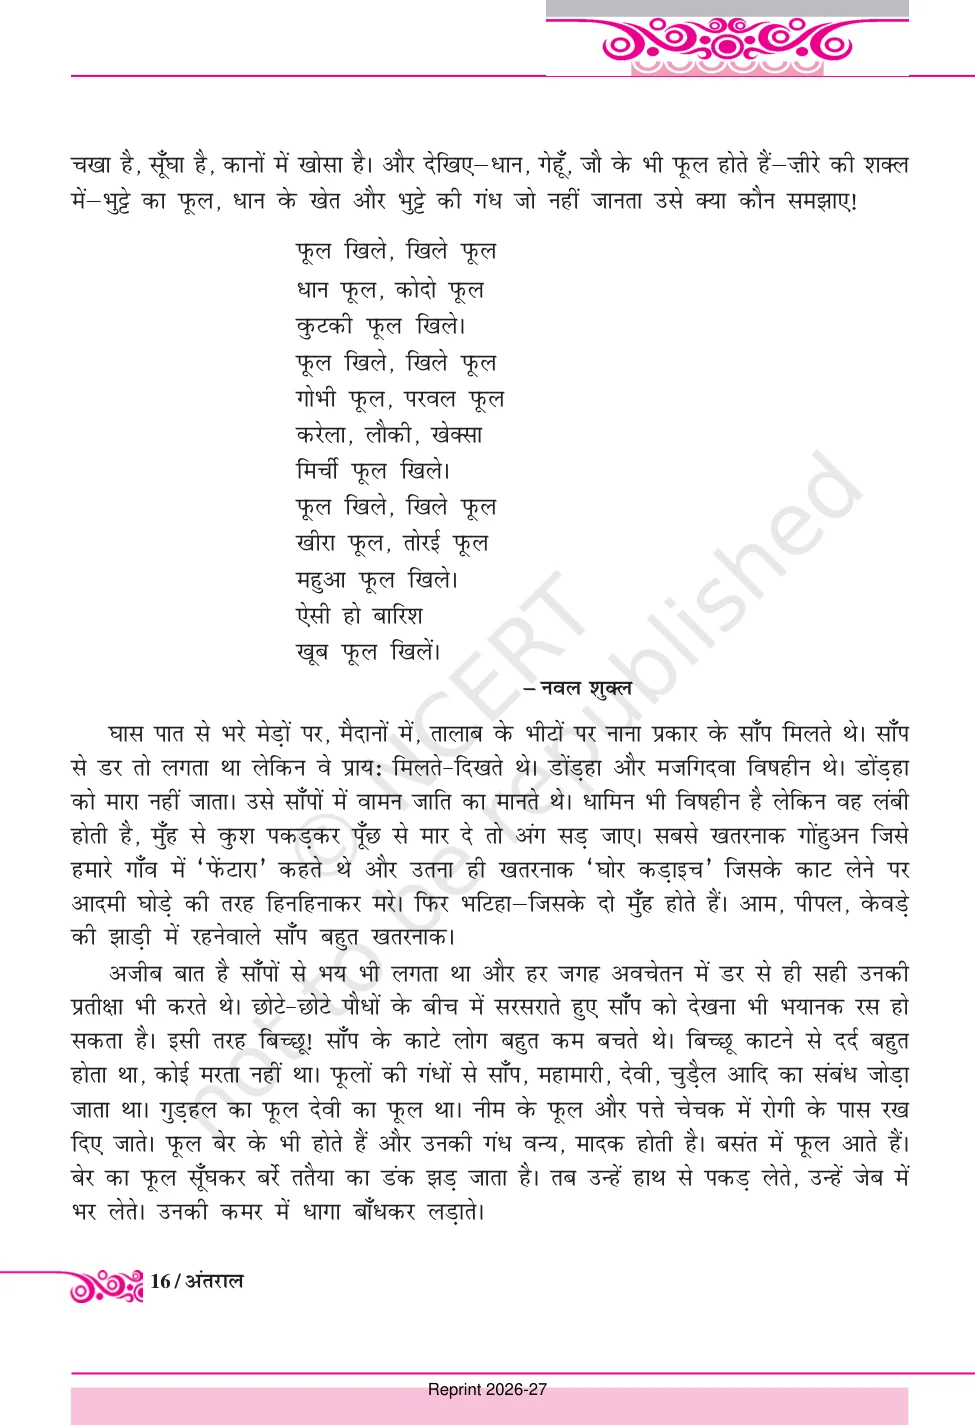 चखा है, सूँघा है, कानों में खोसा है। और देखिए–धान, गेहूँ, जौ के भी फूल होते हैं–ज़ीरे की शक्ल
में–भुट्टे का फूल, धान के खेत और भुट्टे की गंध जो नहीं जानता उसे क्या कौन समझाए!
फूल खिले, खिले फूल
धान फूल, कोदो फूल
कुटकी फूल खिले।
फूल खिले, खिले फूल
गोभी फूल, परवल फूल
करेला, लौकी, खेक्सा
मिर्ची फूल खिले।
फूल खिले, खिले फूल
खीरा फूल, तोरई फूल
महुआ फूल खिले।
ऐसी हो बारिश
खूब फूल खिलें।
– नवल शुक्ल
घास पात से भरे मेड़ों पर, मैदानों में, तालाब के भीटों पर नाना प्रकार के साँप मिलते थे। साँप
से डर तो लगता था लेकिन वे प्राय: मिलते-दिखते थे। डोंड़हा और मजगिदवा विषहीन थे। डोंड़हा
को मारा नहीं जाता। उसे साँपों में वामन जाति का मानते थे। धामिन भी विषहीन है लेकिन वह लंबी
होती है, मुँह से कुश पकड़कर पूँछ से मार दे तो अंग सड़ जाए। सबसे खतरनाक गोंहुअन जिसे
हमारे गाँव में ‘फेंटारा’ कहते थे और उतना ही खतरनाक ‘घोर कड़ाइच’ जिसके काट लेने पर
आदमी घोड़े की तरह हिनहिनाकर मरे। फिर भटिहा–जिसके दो मुँह होते हैं। आम, पीपल, केवड़े
की झाड़ी में रहनेवाले साँप बहुत खतरनाक।
अजीब बात है साँपों से भय भी लगता था और हर जगह अवचेतन में डर से ही सही उनकी
प्रतीक्षा भी करते थे। छोटे-छोटे पौधों के बीच में सरसराते हुए साँप को देखना भी भयानक रस हो
सकता है। इसी तरह बिच्छू! साँप के काटे लोग बहुत कम बचते थे। बिच्छू काटने से दर्द बहुत
होता था, कोई मरता नहीं था। फूलों की गंधों से साँप, महामारी, देवी, चुड़ैल आदि का संबंध जोड़ा
जाता था। गुड़हल का फूल देवी का फूल था। नीम के फूल और पत्ते चेचक में रोगी के पास रख
दिए जाते। फूल बेर के भी होते हैं और उनकी गंध वन्य, मादक होती है। बसंत में फूल आते हैं।
बेर का फूल सूँघकर बर्रे ततैया का डंक झड़ जाता है। तब उन्हें हाथ से पकड़ लेते, उन्हें जेब में
भर लेते। उनकी कमर में धागा बाँधकर लड़ाते।
© NCERT
not to be republished
16 / अंतराल
Reprint 2026-27